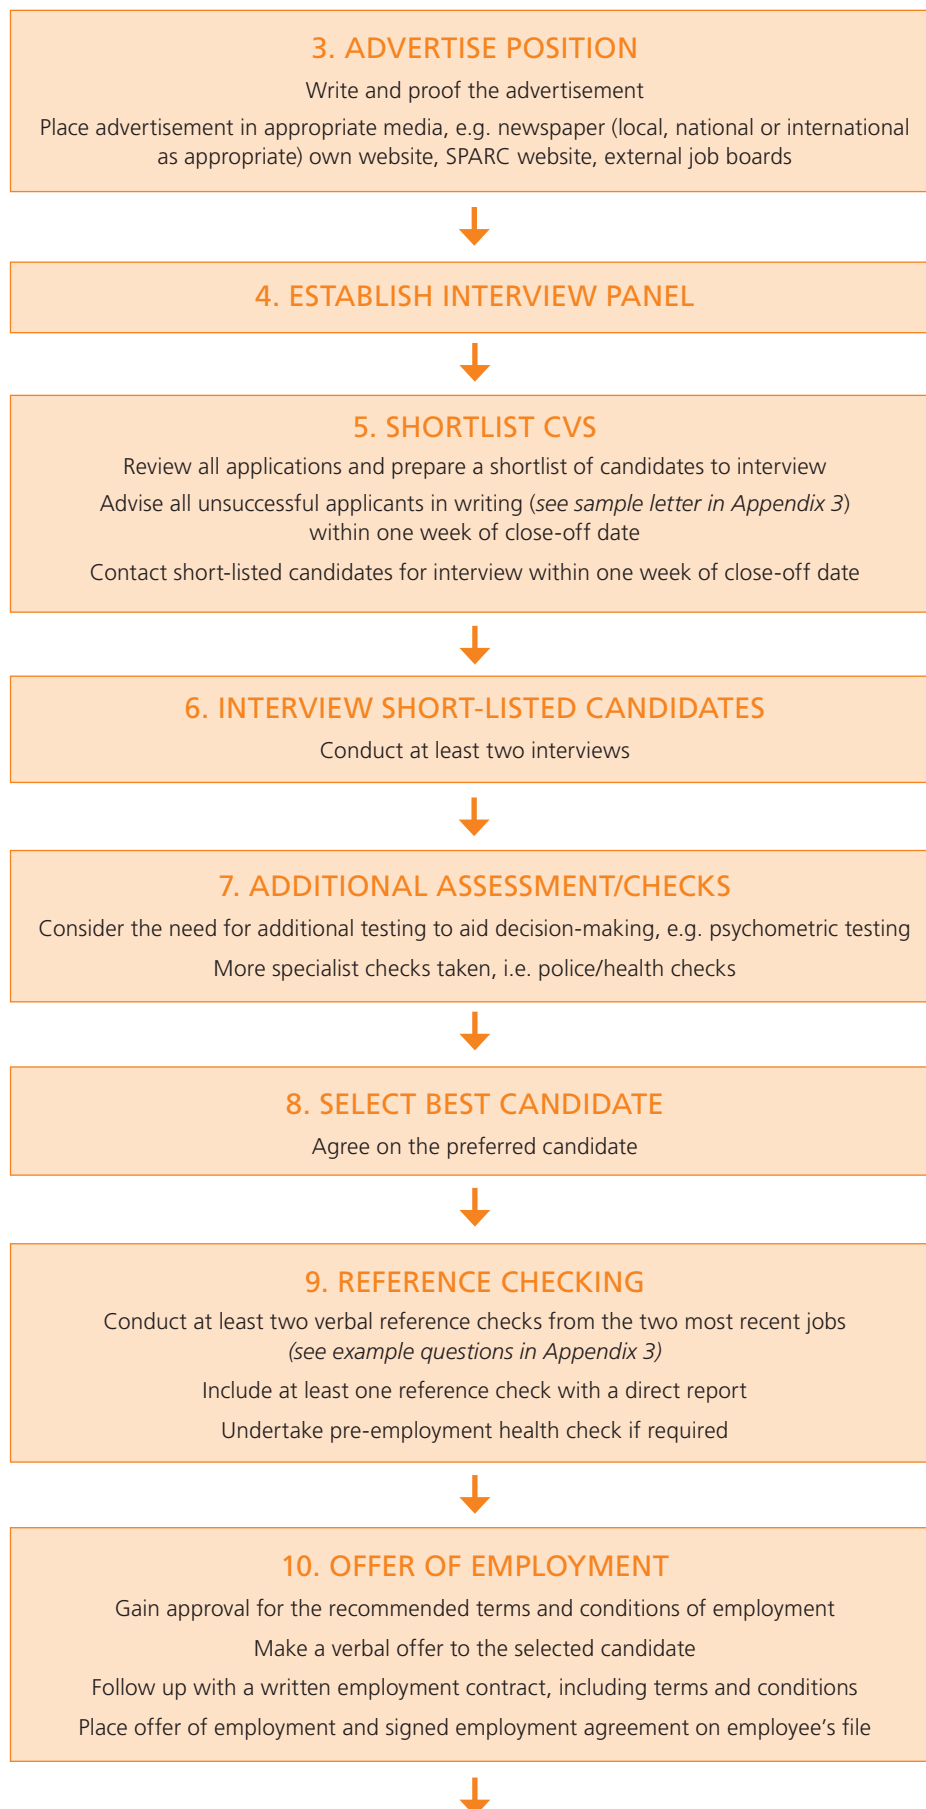 3. ADVERTISE POSITION
Write and proof the advertisement
Place advertisement in appropriate media, e.g. newspaper (local, national or international
as appropriate) own website, SPARC website, external job boards
4. ESTABLISH INTERVIEW PANEL
5. SHORTLIST CVS
Review all applications and prepare a shortlist of candidates to interview
Advise all unsuccessful applicants in writing (see sample letter in Appendix 3)
within one week of close-off date
Contact short-listed candidates for interview within one week of close-off date
6. INTERVIEW SHORT-LISTED CANDIDATES
Conduct at least two interviews
7. ADDITIONAL ASSESSMENT/CHECKS
Consider the need for additional testing to aid decision-making, e.g. psychometric testing
More specialist checks taken, i.e. police/health checks
8. SELECT BEST CANDIDATE
Agree on the preferred candidate
9. REFERENCE CHECKING
Conduct at least two verbal reference checks from the two most recent jobs
(see example questions in Appendix 3)
Include at least one reference check with a direct report
Undertake pre-employment health check if required
10. OFFER OF EMPLOYMENT
Gain approval for the recommended terms and conditions of employment
Make a verbal offer to the selected candidate
Follow up with a written employment contract, including terms and conditions
Place offer of employment and signed employment agreement on employee's file